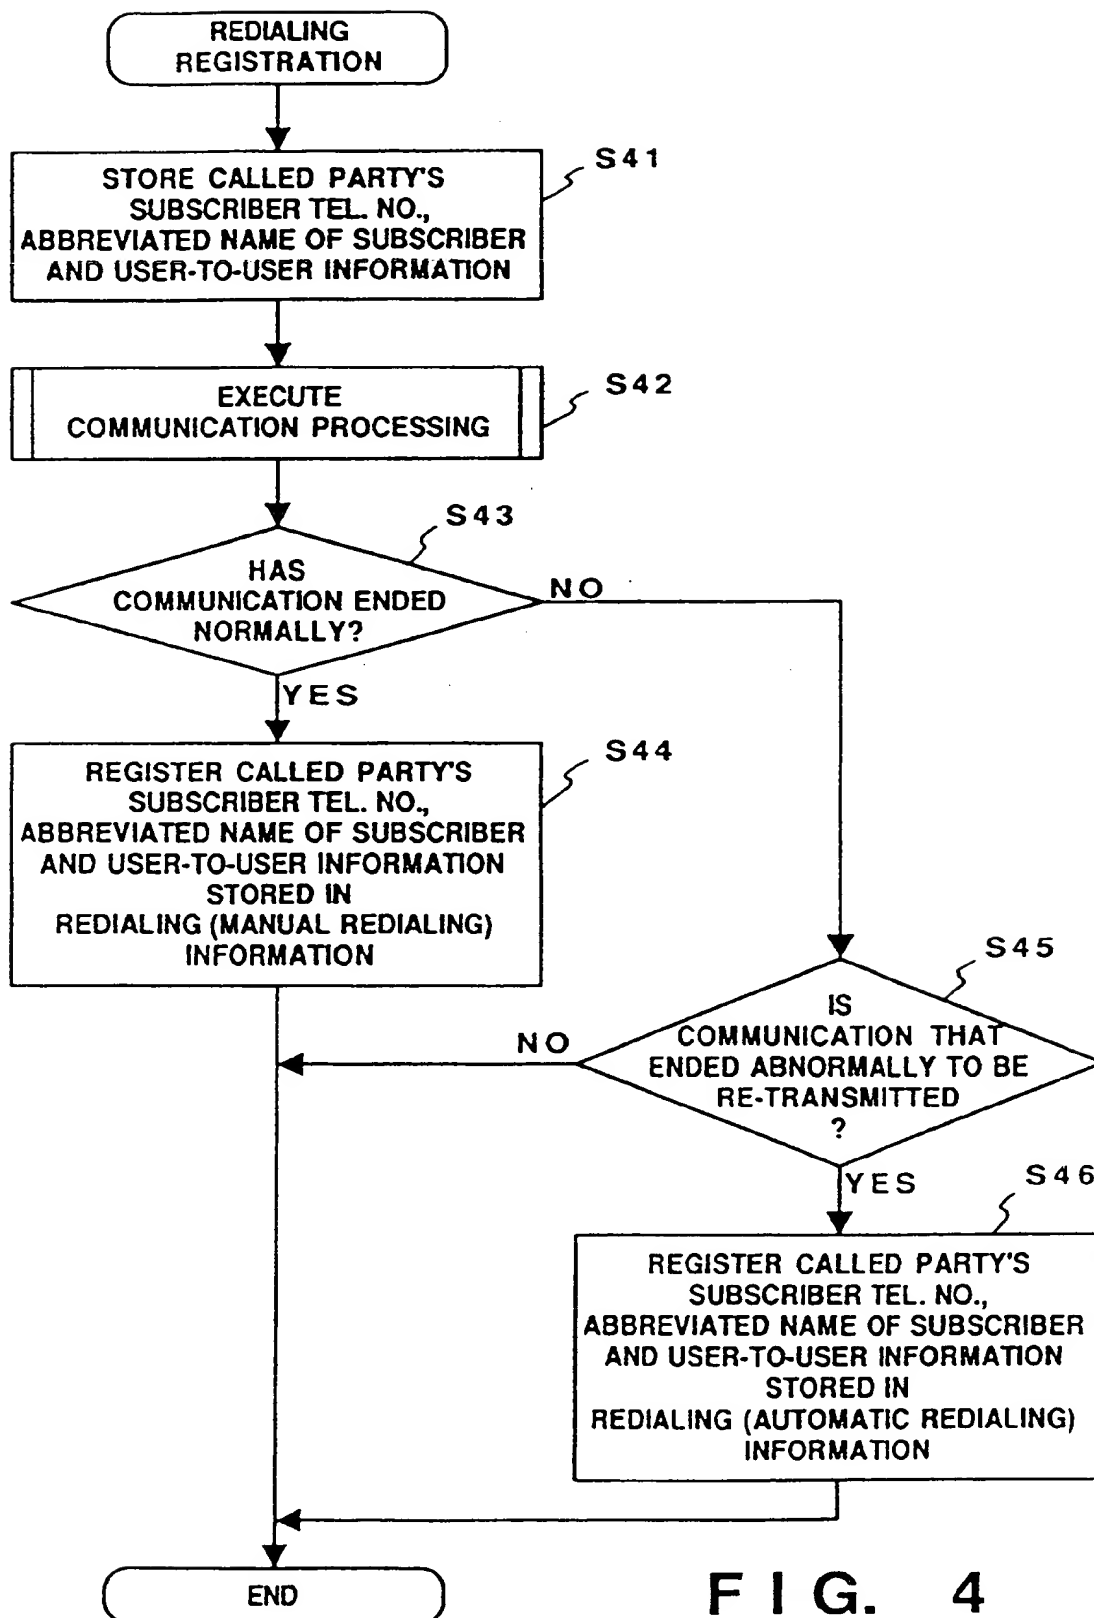 REDIALING
REGISTRATION
S41
STORE CALLED PARTY'S
SUBSCRIBER TEL. NO.,
ABBREVIATED NAME OF SUBSCRIBER
AND USER-TO-USER INFORMATION
S42
EXECUTE
COMMUNICATION PROCESSING
S43
HAS
COMMUNICATION ENDED
NORMALLY?
NO
YES
S44
REGISTER CALLED PARTY'S
SUBSCRIBER TEL. NO.,
ABBREVIATED NAME OF SUBSCRIBER
AND USER-TO-USER INFORMATION
STORED IN
REDIALING (MANUAL REDIALING)
INFORMATION
S45
IS
COMMUNICATION THAT
ENDED ABNORMALLY TO BE
RE-TRANSMITTED
?
NO
YES
S46
REGISTER CALLED PARTY'S
SUBSCRIBER TEL. NO.,
ABBREVIATED NAME OF SUBSCRIBER
AND USER-TO-USER INFORMATION
STORED IN
REDIALING (AUTOMATIC REDIALING)
INFORMATION
END
FIG. 4